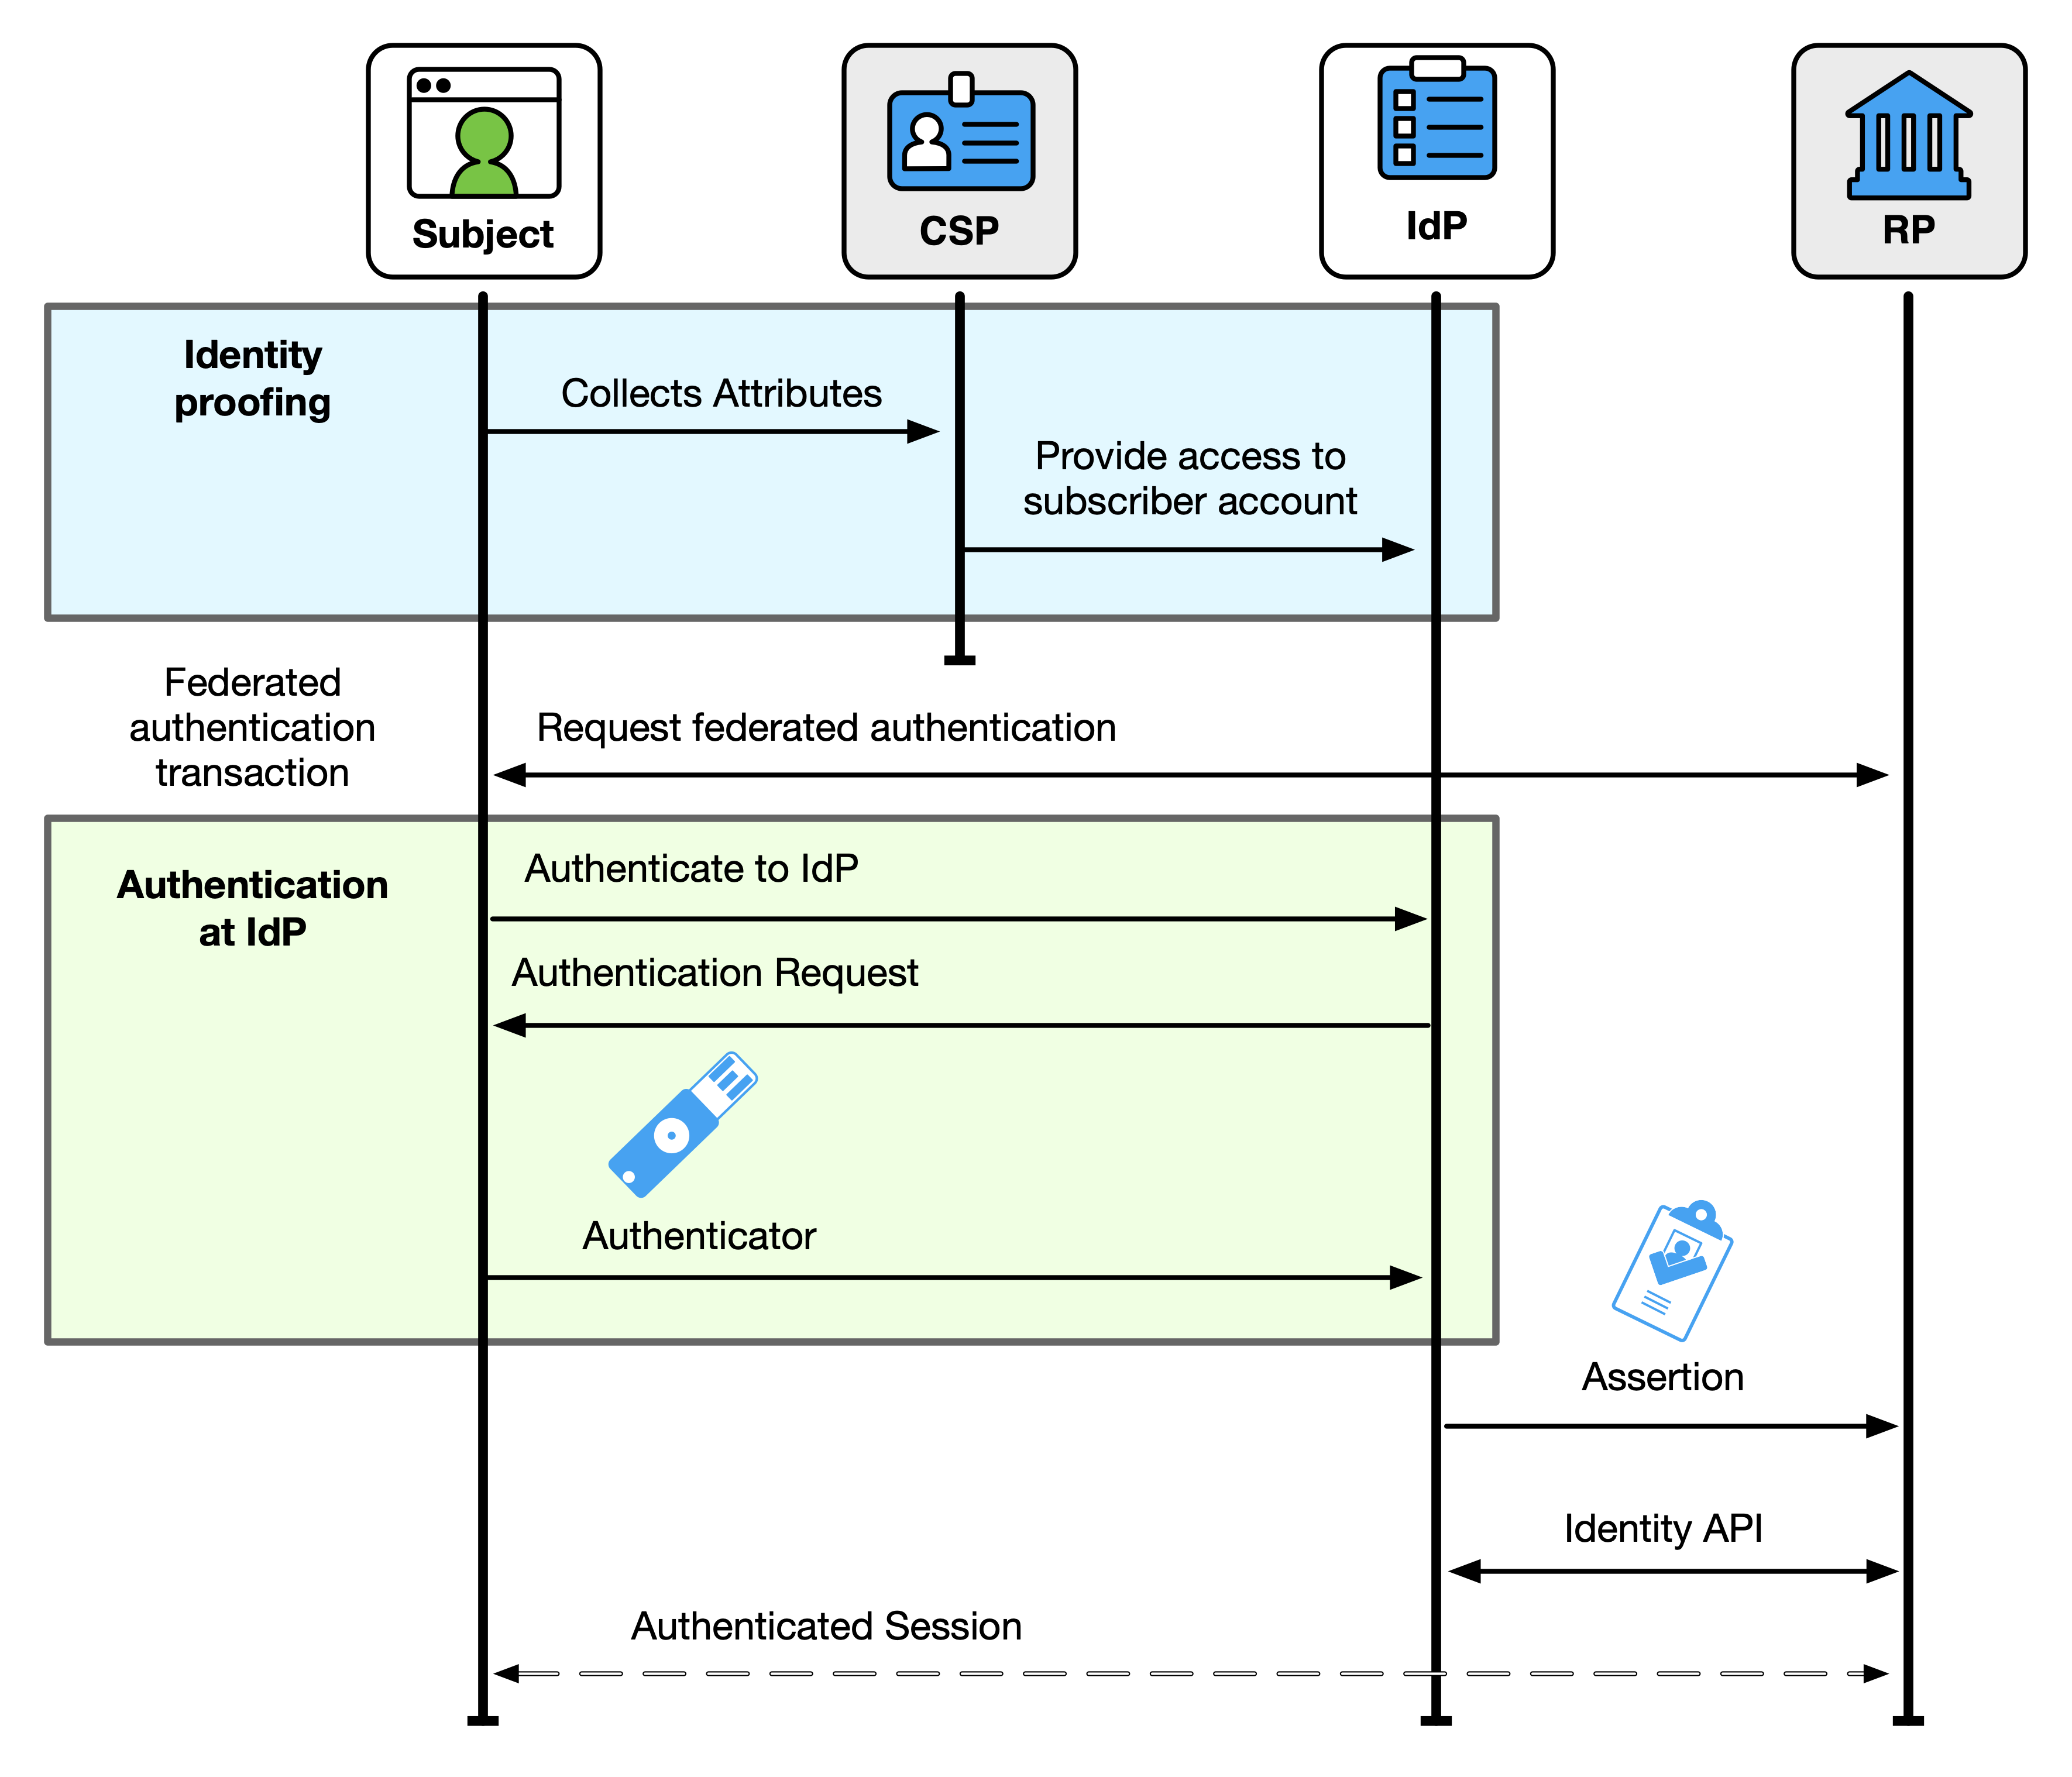 Subject
CSP
IdP
RP
Identity
proofing
Collects Attributes
Provide access to
subscriber account
Federated
authentication
transaction
Request federated authentication
Authentication
at IdP
Authenticate to IdP
Authentication Request
Authenticator
Assertion
Identity API
Authenticated Session